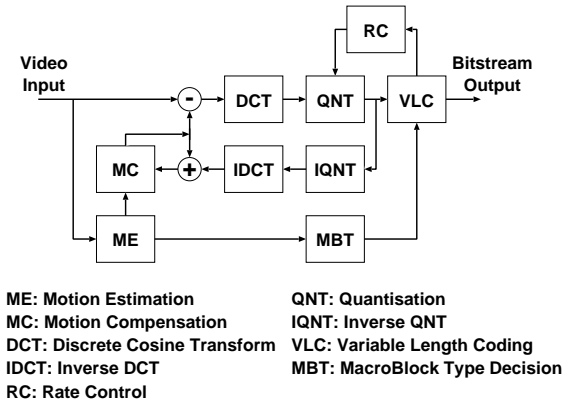 RC
Video
Input
Bitstream
Output
-
DCT
QNT
VLC
MC
+
IDCT
IQNT
ME
MBT
ME: Motion Estimation
MC: Motion Compensation
DCT: Discrete Cosine Transform
IDCT: Inverse DCT
RC: Rate Control
QNT: Quantisation
IQNT: Inverse QNT
VLC: Variable Length Coding
MBT: MacroBlock Type Decision